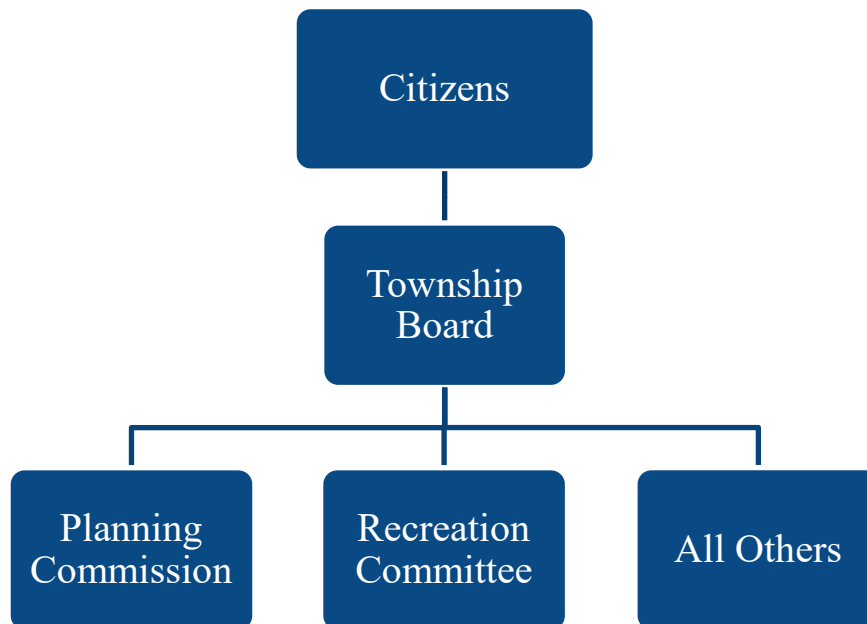 Citizens
Township
Board
Planning
Commission
Recreation
Committee
All Others